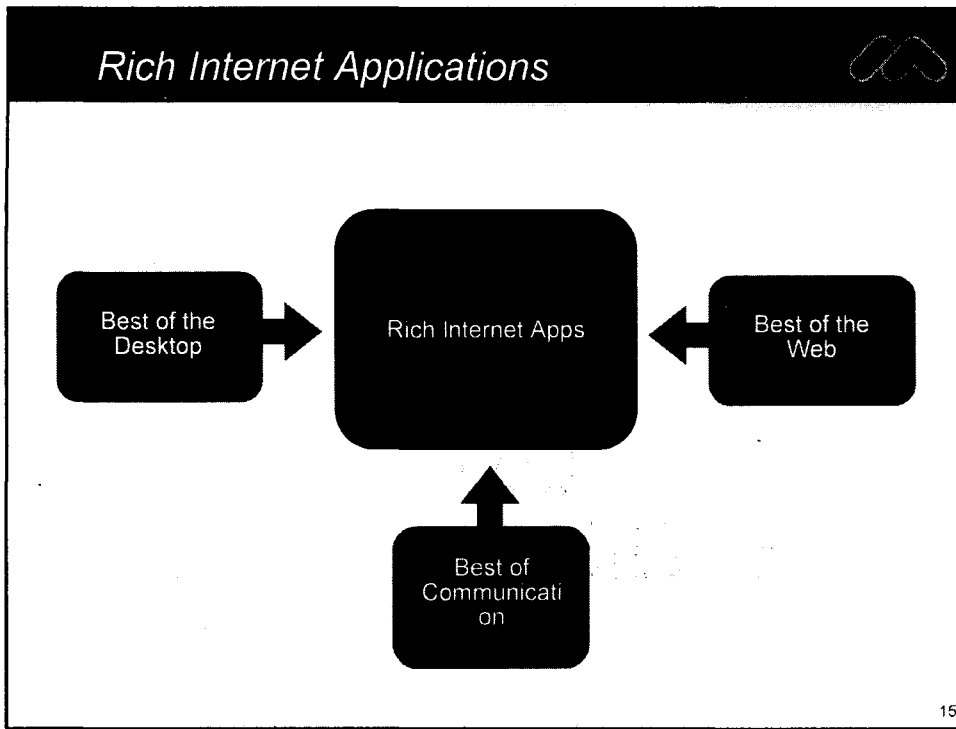 Rich Internet Applications
Best of the
Desktop
Rich Internet Apps
Best of the
Web
Best of
Communicati
on
15